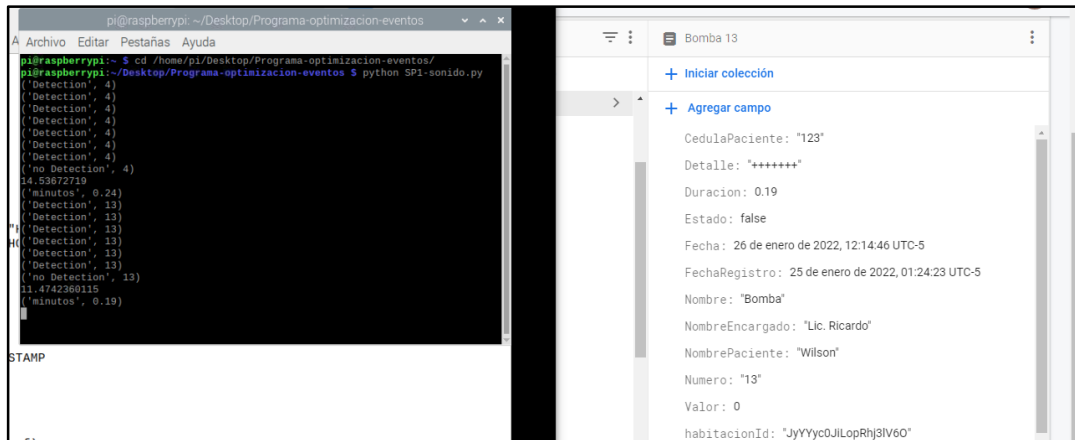 pi@raspberrypi: ~/Desktop/Programa-optimizacion-eventos
Archivo Editar Pestañas Ayuda
pi@raspberrypi:~ $ cd /home/pi/Desktop/Programa-optimizacion-eventos/
pi@raspberrypi:~/Desktop/Programa-optimizacion-eventos $ python SP1-sonido.py
('Detection', 4)
('Detection', 4)
('Detection', 4)
('Detection', 4)
('Detection', 4)
('Detection', 4)
('Detection', 4)
('no Detection', 4)
14.53672719
('minutos', 0.24)
('Detection', 13)
('Detection', 13)
('Detection', 13)
('Detection', 13)
('Detection', 13)
('Detection', 13)
('no Detection', 13)
11.4742360115
('minutos', 0.19)
STAMP
Bomba 13
+ Iniciar colección
+ Agregar campo
CedulaPaciente: "123"
Detalle: "+++++++"
Duracion: 0.19
Estado: false
Fecha: 26 de enero de 2022, 12:14:46 UTC-5
FechaRegistro: 25 de enero de 2022, 01:24:23 UTC-5
Nombre: "Bomba"
NombreEncargado: "Lic. Ricardo"
NombrePaciente: "Wilson"
Numero: "13"
Valor: 0
habitacionId: "JyYYyc0JiLopRhj3lV6O"